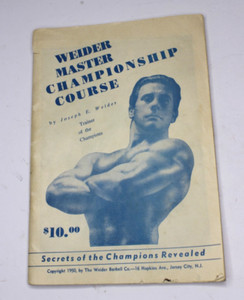 WEIDER
MASTER
CHAMPIONSHIP
COURSE
by Joseph E. Weider
Trainer
of the
Champions
$10.00
Secrets of the Champions Revealed
Copyright 1950, by The Weider Barbell Co—16 Hopkins Ave., Jersey City, N.J.